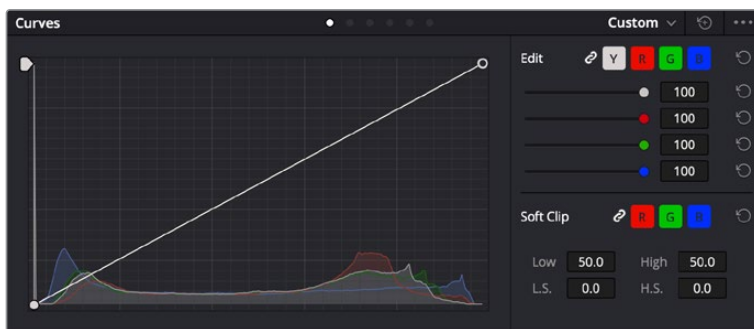 Curves Custom
Edit Y R G B
100
100
100
100
Soft Clip R G B
Low 50.0 High 50.0
L.S. 0.0 H.S. 0.0